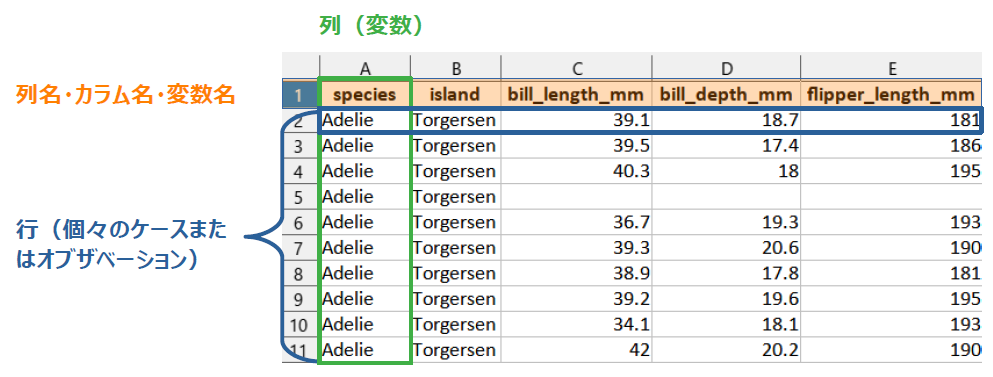 列（変数）
A B C D E
列名・カラム名・変数名
1 species island bill_length_mm bill_depth_mm flipper_length_mm
2 Adelie Torgersen 39.1 18.7 181
3 Adelie Torgersen 39.5 17.4 186
4 Adelie Torgersen 40.3 18 195
5 Adelie Torgersen
行（個々のケースまた
はオブザベーション）
6 Adelie Torgersen 36.7 19.3 193
7 Adelie Torgersen 39.3 20.6 190
8 Adelie Torgersen 38.9 17.8 181
9 Adelie Torgersen 39.2 19.6 195
10 Adelie Torgersen 34.1 18.1 193
11 Adelie Torgersen 42 20.2 190